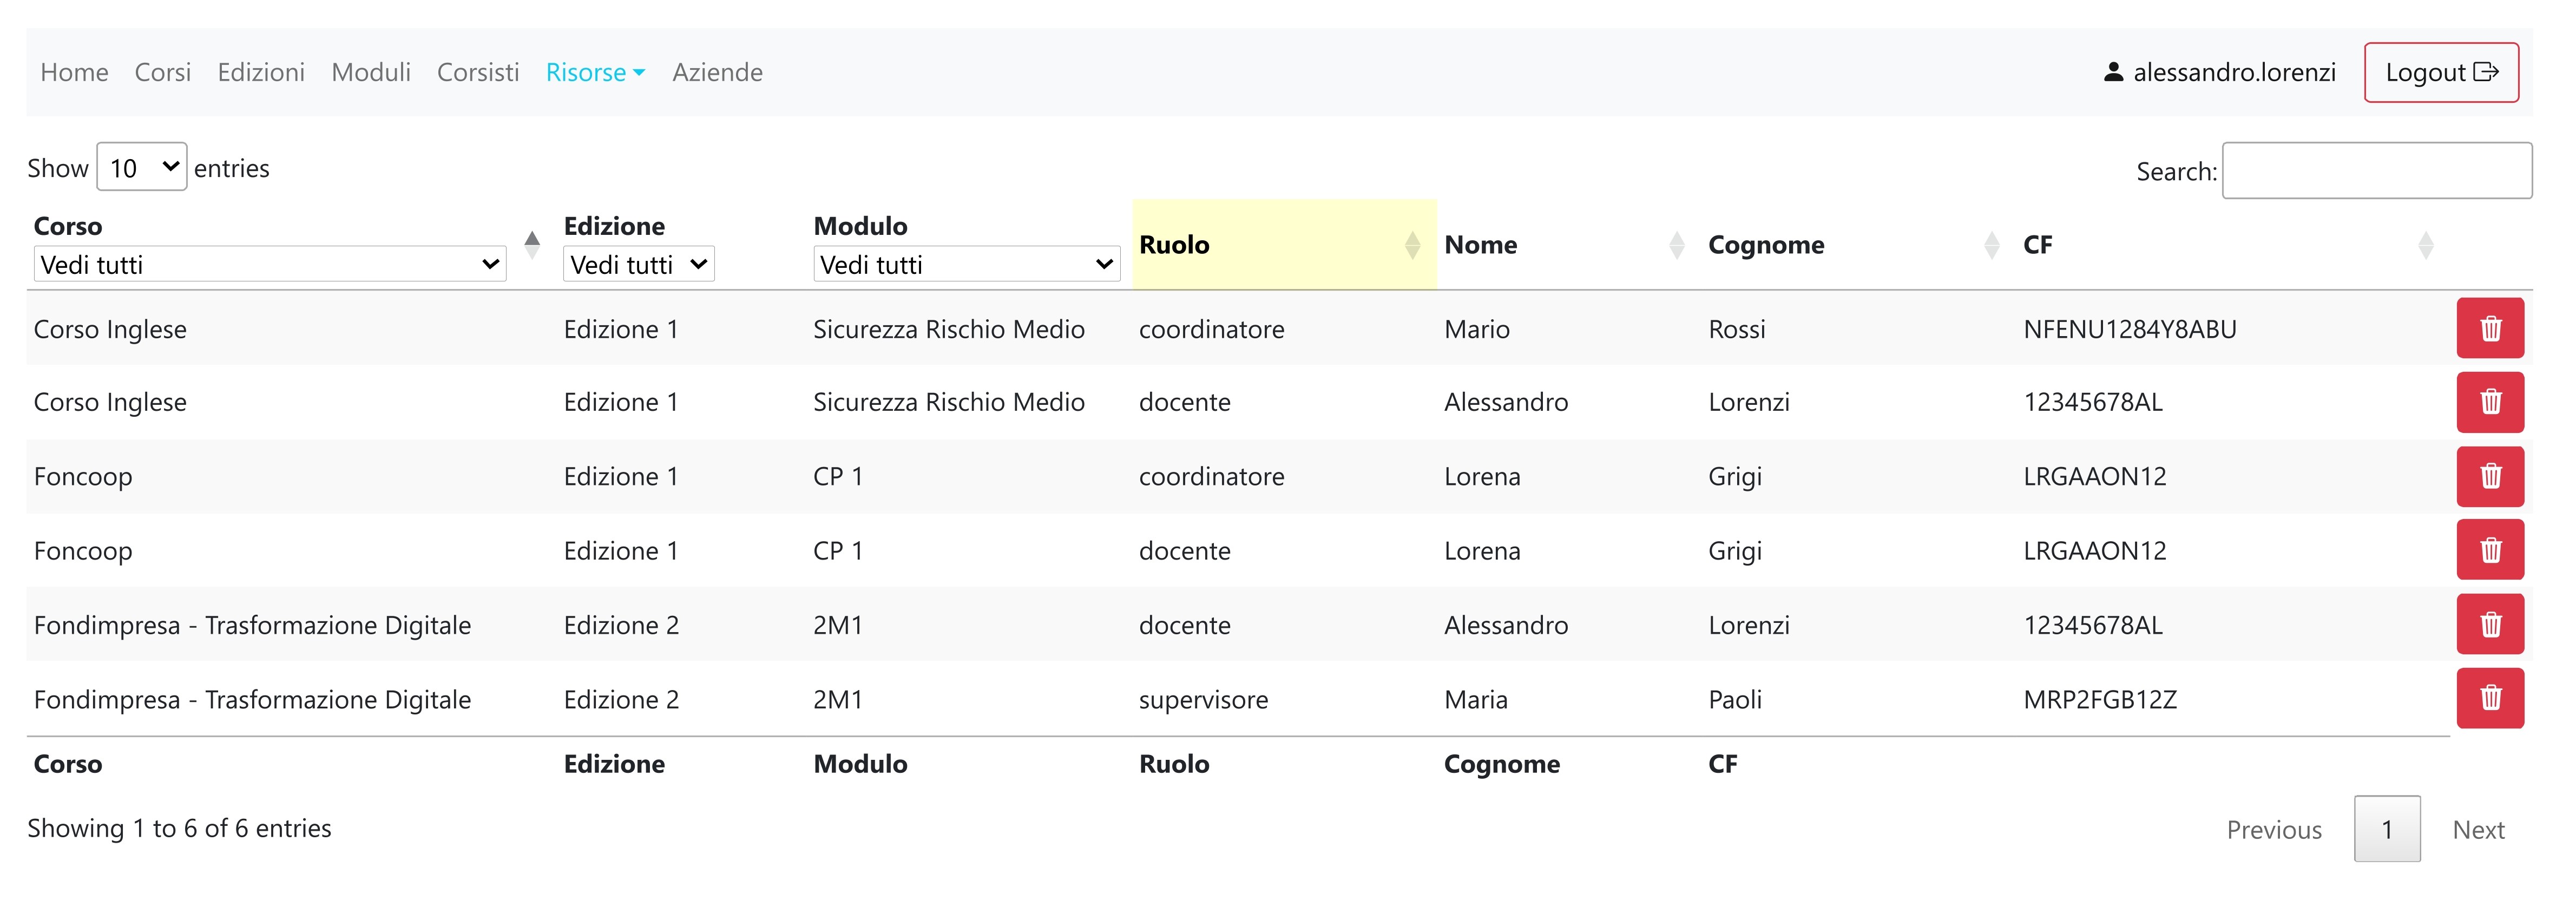 Home Corsi Edizioni Moduli Corsisti Risorse Aziende alessandro.lorenzi Logout
Show 10 entries Search:
Corso Edizione Modulo Ruolo Nome Cognome CF
Vedi tutti Vedi tutti Vedi tutti
Corso Inglese Edizione 1 Sicurezza Rischio Medio coordinatore Mario Rossi NFENU1284Y8ABU
Corso Inglese Edizione 1 Sicurezza Rischio Medio docente Alessandro Lorenzi 12345678AL
Foncoop Edizione 1 CP 1 coordinatore Lorena Grigi LRGAAON12
Foncoop Edizione 1 CP 1 docente Lorena Grigi LRGAAON12
Fondimpresa - Trasformazione Digitale Edizione 2 2M1 docente Alessandro Lorenzi 12345678AL
Fondimpresa - Trasformazione Digitale Edizione 2 2M1 supervisore Maria Paoli MRP2FGB12Z
Corso Edizione Modulo Ruolo Cognome CF
Showing 1 to 6 of 6 entries Previous 1 Next